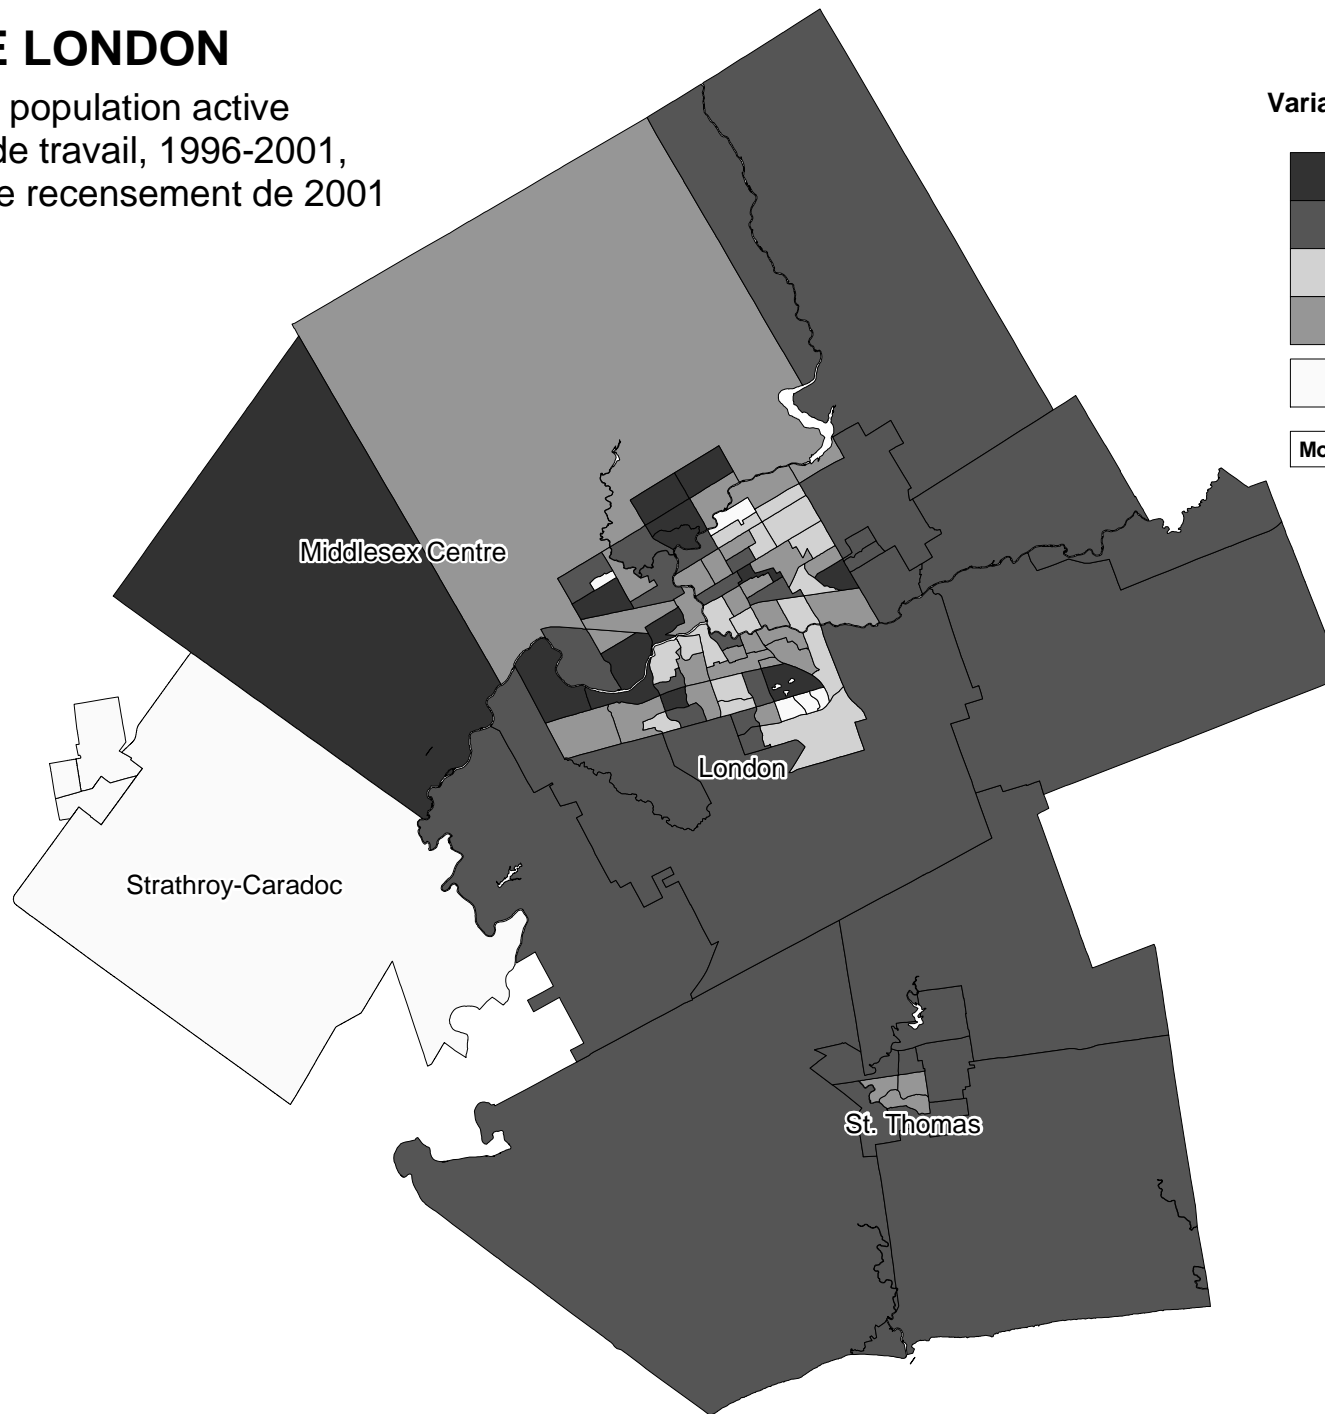 E LONDON
population active
de travail, 1996-2001,
e recensement de 2001
Varia
Mo
Middlesex Centre
London
Strathroy-Caradoc
St. Thomas